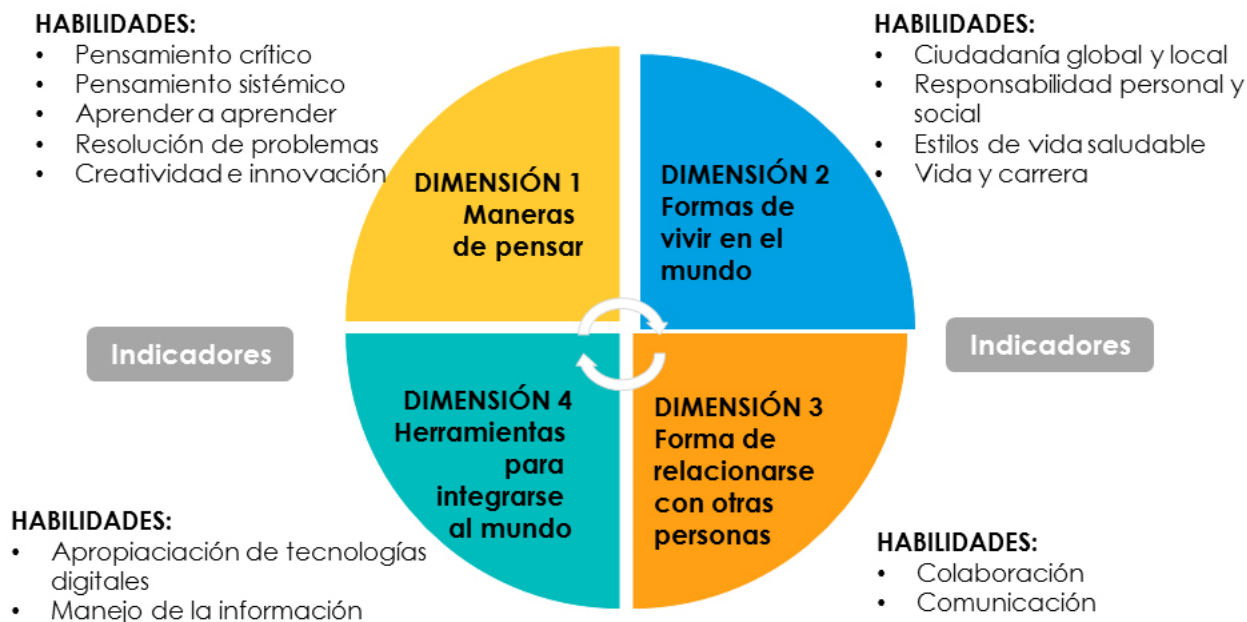 HABILIDADES:
• Pensamiento crítico
• Pensamiento sistémico
• Aprender a aprender
• Resolución de problemas
• Creatividad e innovación
DIMENSIÓN 1
Maneras
de pensar
HABILIDADES:
• Ciudadanía global y local
• Responsabilidad personal y
social
• Estilos de vida saludable
• Vida y carrera
DIMENSIÓN 2
Formas de
vivir en el
mundo
Indicadores
Indicadores
DIMENSIÓN 4
Herramientas
para
integrarse
al mundo
DIMENSIÓN 3
Forma de
relacionarse
con otras
personas
HABILIDADES:
• Apropiaciación de tecnologías
digitales
• Manejo de la información
HABILIDADES:
• Colaboración
• Comunicación